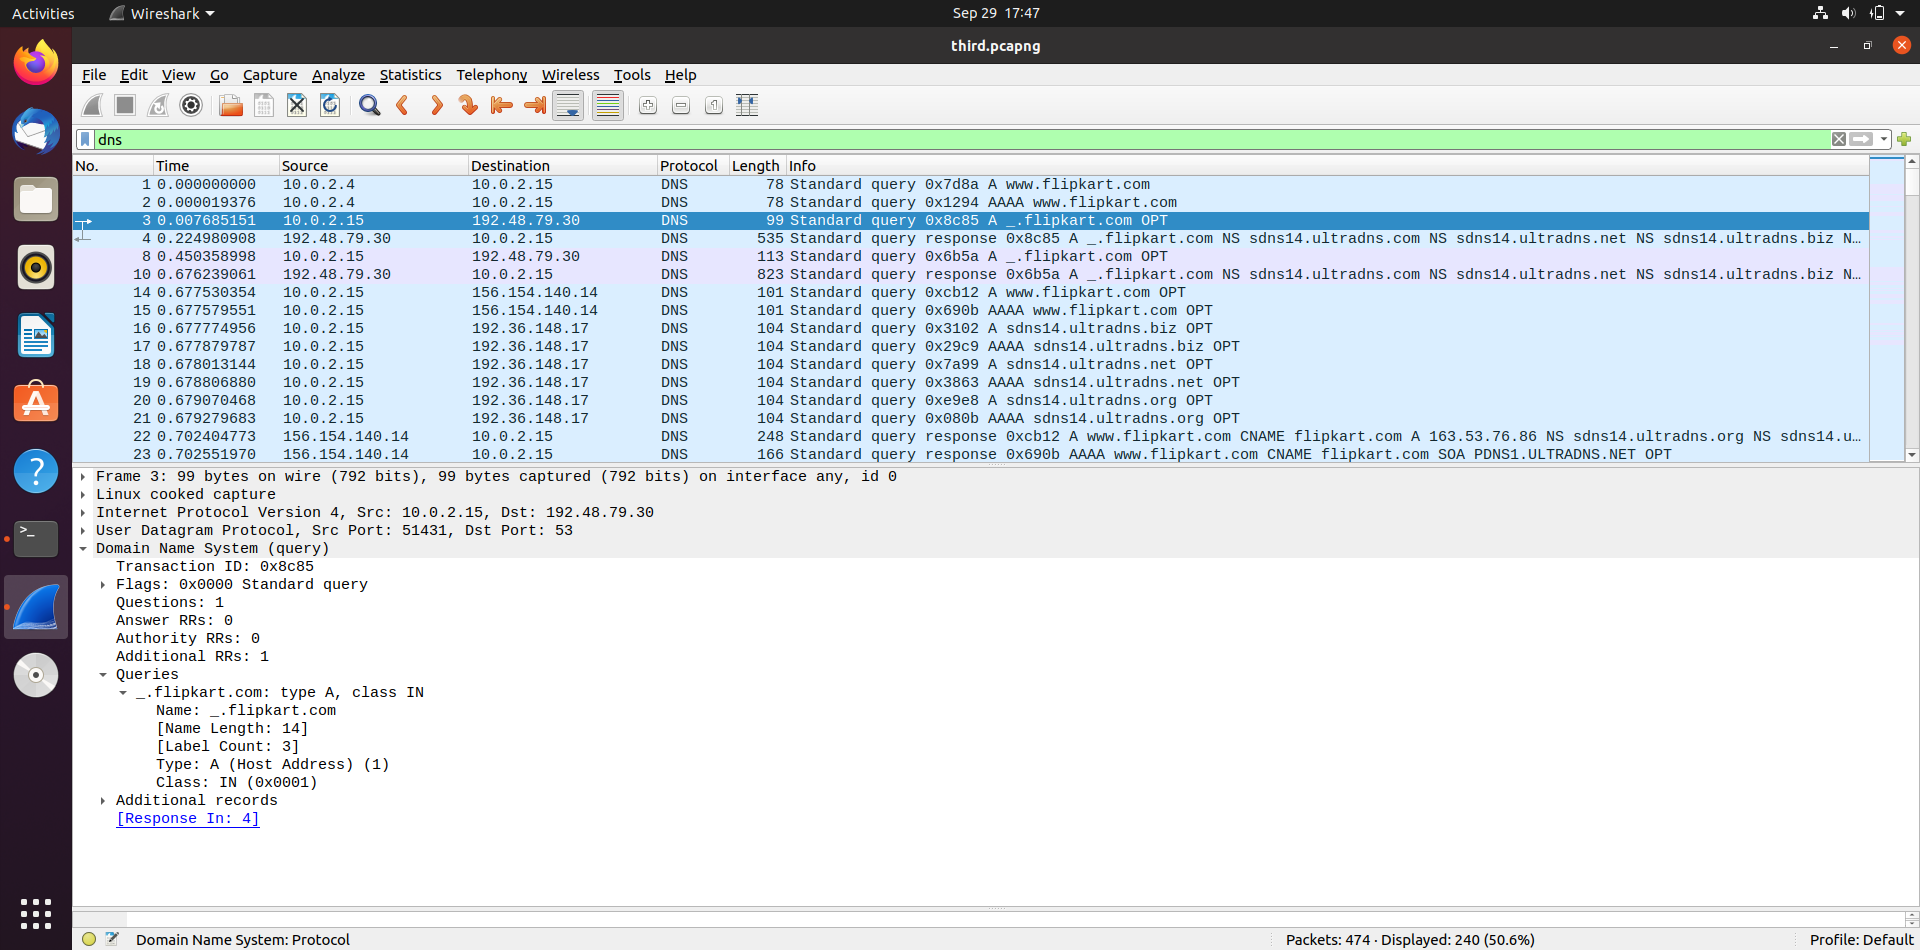 Activities Wireshark Sep 29 17:47
third.pcapng
File Edit View Go Capture Analyze Statistics Telephony Wireless Tools Help
dns
No. Time Source Destination Protocol Length Info
1 0.000000000 10.0.2.4 10.0.2.15 DNS 78 Standard query 0x7d8a A www.flipkart.com
2 0.000019376 10.0.2.4 10.0.2.15 DNS 78 Standard query 0x1294 AAAA www.flipkart.com
3 0.007685151 10.0.2.15 192.48.79.30 DNS 99 Standard query 0x8c85 A _.flipkart.com OPT
4 0.224980908 192.48.79.30 10.0.2.15 DNS 535 Standard query response 0x8c85 A _.flipkart.com NS sdns14.ultradns.com NS sdns14.ultradns.net NS sdns14.ultradns.biz N…
8 0.450358998 10.0.2.15 192.48.79.30 DNS 113 Standard query 0x6b5a A _.flipkart.com OPT
10 0.676239061 192.48.79.30 10.0.2.15 DNS 823 Standard query response 0x6b5a A _.flipkart.com NS sdns14.ultradns.com NS sdns14.ultradns.net NS sdns14.ultradns.biz N…
14 0.677530354 10.0.2.15 156.154.140.14 DNS 101 Standard query 0xcb12 A www.flipkart.com OPT
15 0.677579551 10.0.2.15 156.154.140.14 DNS 101 Standard query 0x690b AAAA www.flipkart.com OPT
16 0.677774956 10.0.2.15 192.36.148.17 DNS 104 Standard query 0x3102 A sdns14.ultradns.biz OPT
17 0.677879787 10.0.2.15 192.36.148.17 DNS 104 Standard query 0x29c9 AAAA sdns14.ultradns.biz OPT
18 0.678013144 10.0.2.15 192.36.148.17 DNS 104 Standard query 0x7a99 A sdns14.ultradns.net OPT
19 0.678806880 10.0.2.15 192.36.148.17 DNS 104 Standard query 0x3863 AAAA sdns14.ultradns.net OPT
20 0.679070468 10.0.2.15 192.36.148.17 DNS 104 Standard query 0xe9e8 A sdns14.ultradns.org OPT
21 0.679279683 10.0.2.15 192.36.148.17 DNS 104 Standard query 0x080b AAAA sdns14.ultradns.org OPT
22 0.702404773 156.154.140.14 10.0.2.15 DNS 248 Standard query response 0xcb12 A www.flipkart.com CNAME flipkart.com A 163.53.76.86 NS sdns14.ultradns.org NS sdns14.u…
23 0.702551970 156.154.140.14 10.0.2.15 DNS 166 Standard query response 0x690b AAAA www.flipkart.com CNAME flipkart.com SOA PDNS1.ULTRADNS.NET OPT
Frame 3: 99 bytes on wire (792 bits), 99 bytes captured (792 bits) on interface any, id 0
Linux cooked capture
Internet Protocol Version 4, Src: 10.0.2.15, Dst: 192.48.79.30
User Datagram Protocol, Src Port: 51431, Dst Port: 53
Domain Name System (query)
Transaction ID: 0x8c85
Flags: 0x0000 Standard query
Questions: 1
Answer RRs: 0
Authority RRs: 0
Additional RRs: 1
Queries
_.flipkart.com: type A, class IN
Name: _.flipkart.com
[Name Length: 14]
[Label Count: 3]
Type: A (Host Address) (1)
Class: IN (0x0001)
Additional records
[Response In: 4]
Domain Name System: Protocol Packets: 474 · Displayed: 240 (50.6%) Profile: Default